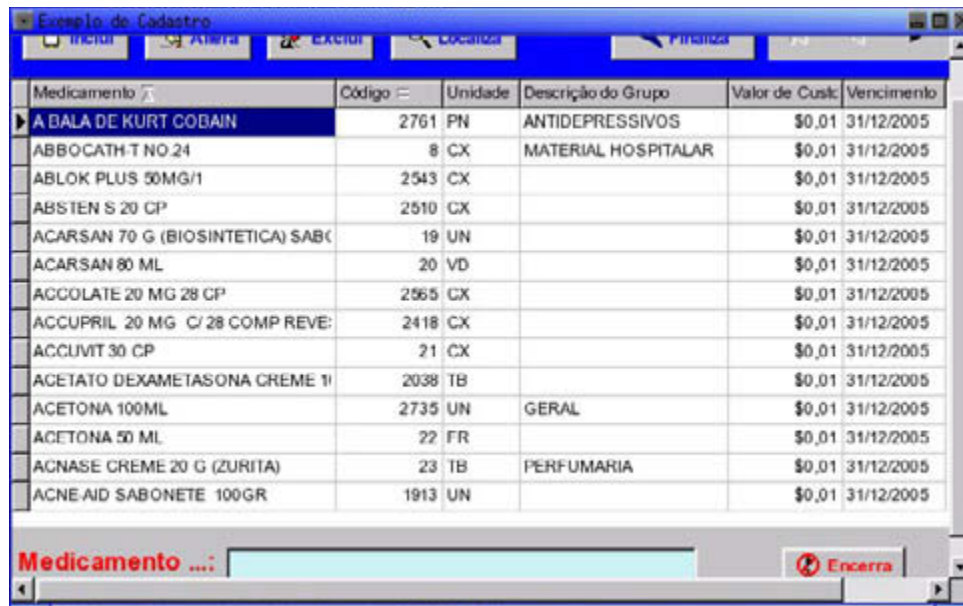 Exemplo de Cadastro
Inclui Altera Exclui Localiza Finaliza
Medicamento Código Unidade Descrição do Grupo Valor de Custo Vencimento
A BALA DE KURT COBAIN 2761 PN ANTIDEPRESSIVOS $0,01 31/12/2005
ABBOCATH-T NO.24 8 CX MATERIAL HOSPITALAR $0,01 31/12/2005
ABLOK PLUS 50MG/1 2543 CX $0,01 31/12/2005
ABSTEN S 20 CP 2510 CX $0,01 31/12/2005
ACARSAN 70 G (BIOSINTETICA) SAB( 19 UN $0,01 31/12/2005
ACARSAN 80 ML 20 VD $0,01 31/12/2005
ACCOLATE 20 MG 28 CP 2565 CX $0,01 31/12/2005
ACCUPRIL 20 MG C/ 28 COMP REVE 2418 CX $0,01 31/12/2005
ACCUVIT 30 CP 21 CX $0,01 31/12/2005
ACETATO DEXAMETASONA CREME 1 2038 TB $0,01 31/12/2005
ACETONA 100ML 2735 UN GERAL $0,01 31/12/2005
ACETONA 50 ML 22 FR $0,01 31/12/2005
ACNASE CREME 20 G (ZURITA) 23 TB PERFUMARIA $0,01 31/12/2005
ACNE-AID SABONETE 100GR 1913 UN $0,01 31/12/2005
Medicamento ...: Encerra